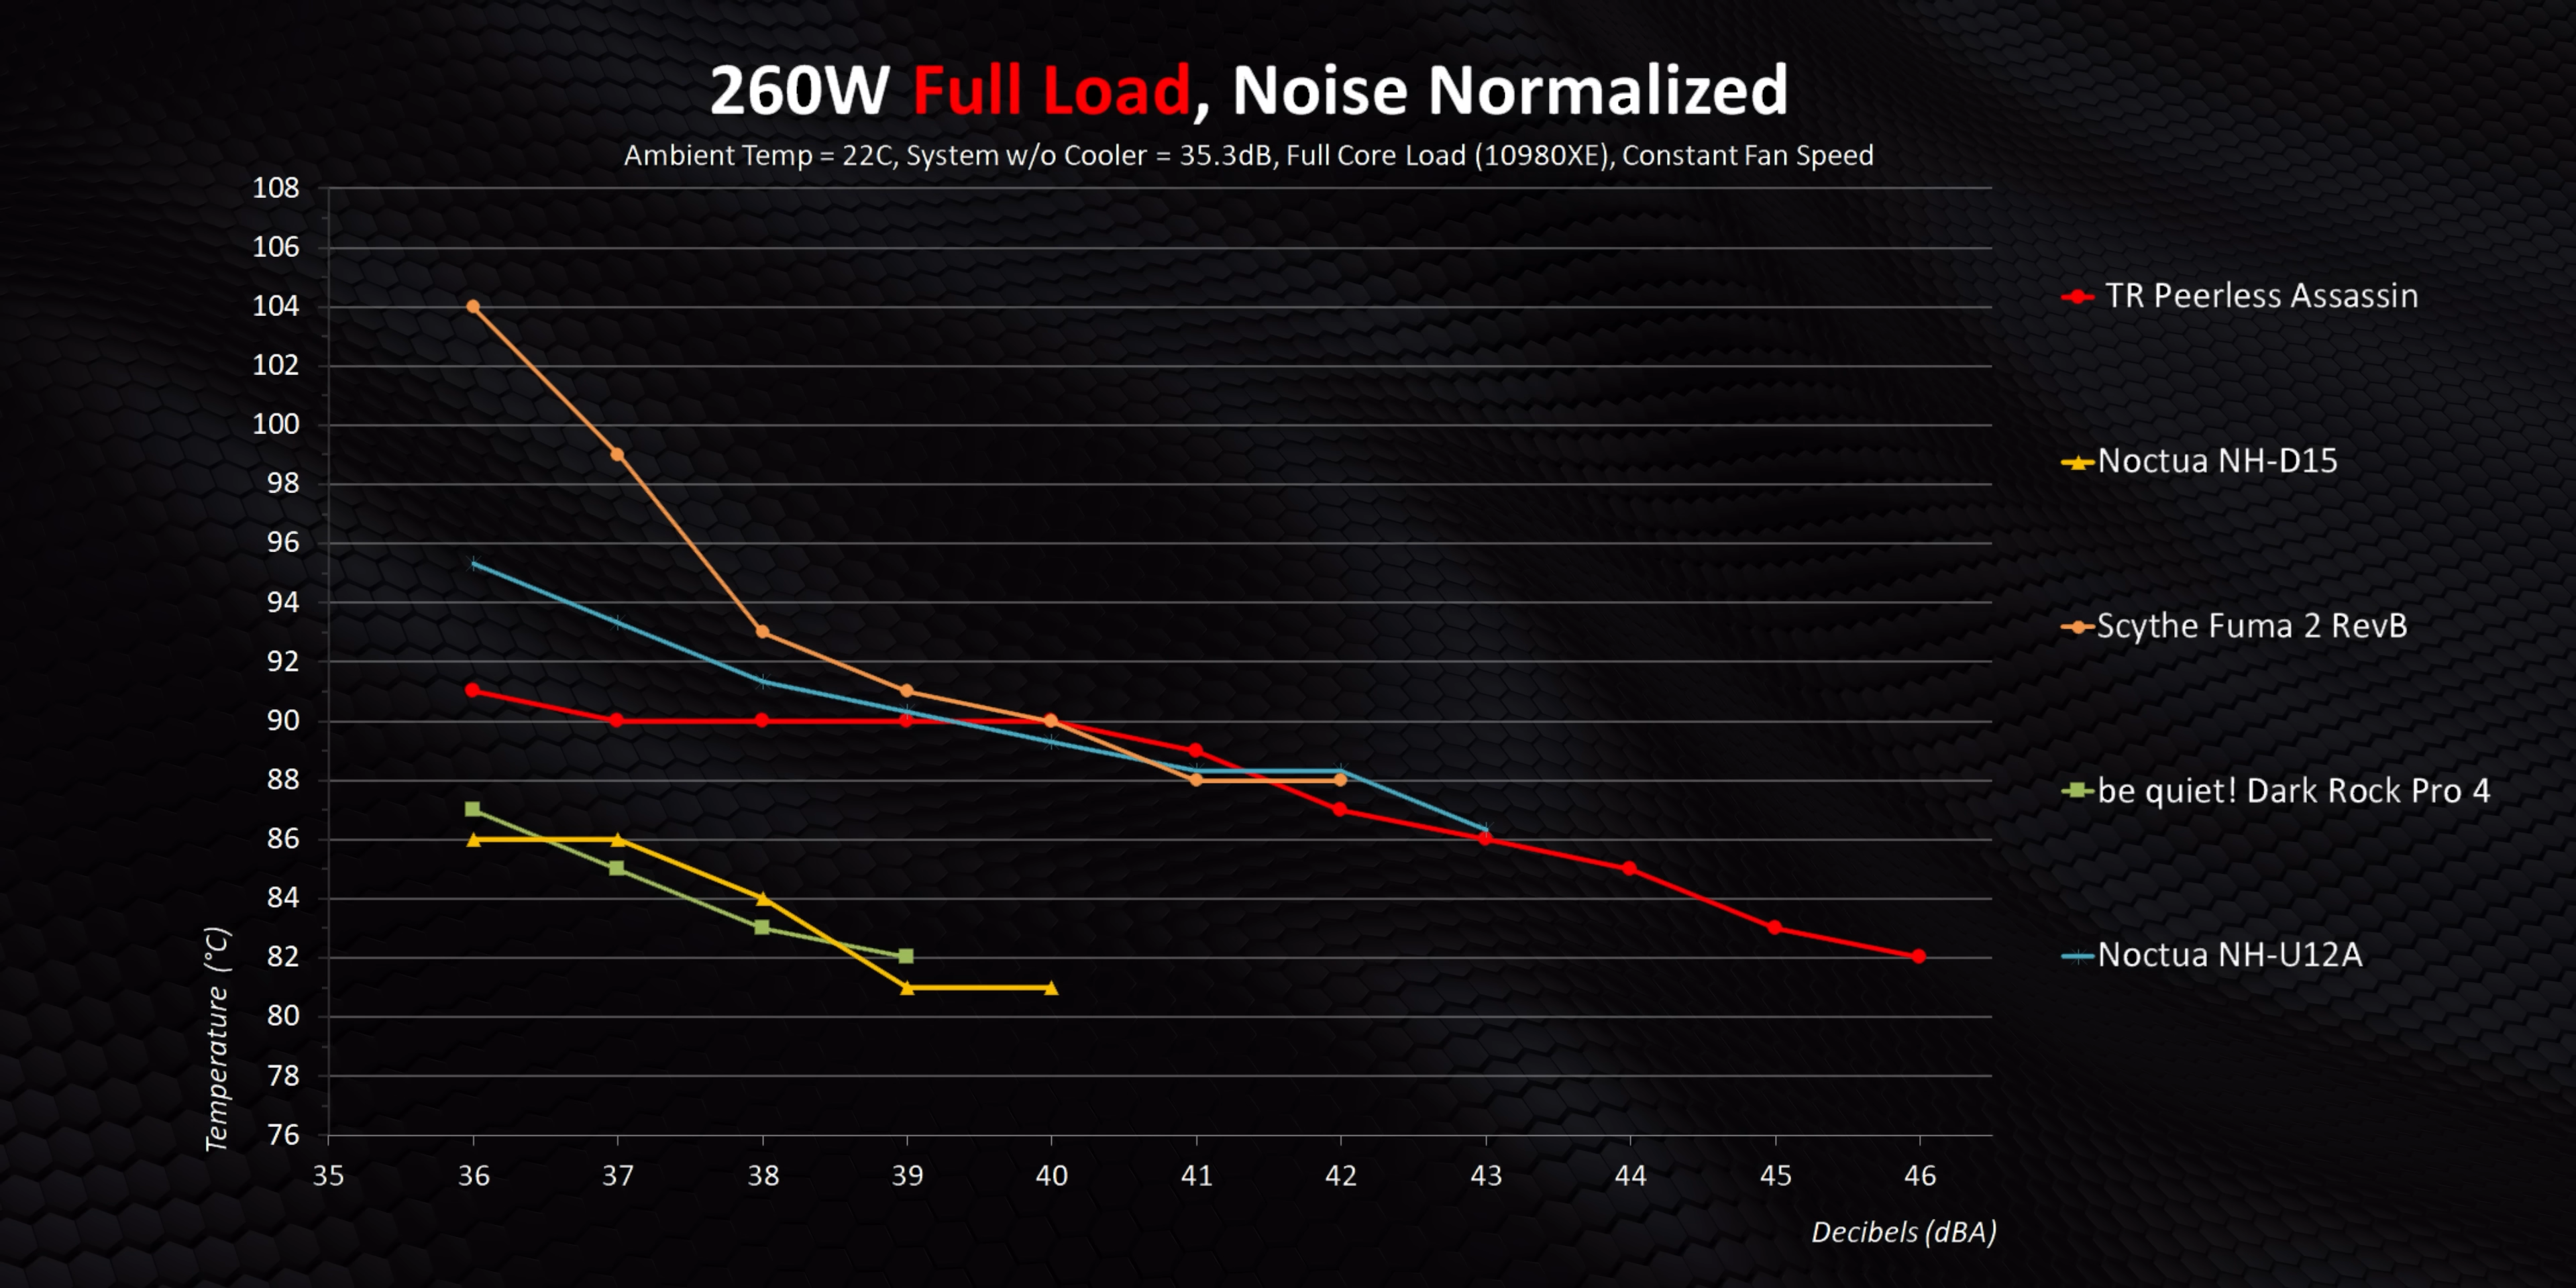 260W Full Load, Noise Normalized
Ambient Temp = 22C, System w/o Cooler = 35.3dB, Full Core Load (10980XE), Constant Fan Speed
108
106
104
102
100
98
96
94
92
90
88
86
84
82
80
78
76
Temperature (°C)
35 36 37 38 39 40 41 42 43 44 45 46
Decibels (dBA)
TR Peerless Assassin
Noctua NH-D15
Scythe Fuma 2 RevB
be quiet! Dark Rock Pro 4
Noctua NH-U12A